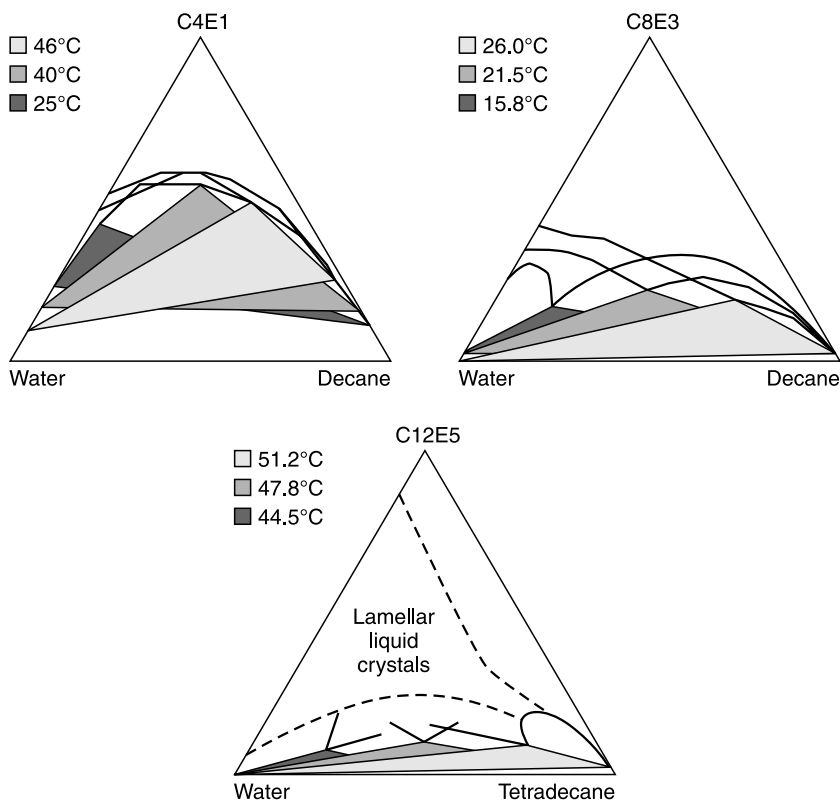 C4E1
46°C
40°C
25°C
Water
Decane
C8E3
26.0°C
21.5°C
15.8°C
Water
Decane
C12E5
51.2°C
47.8°C
44.5°C
Lamellar
liquid
crystals
Water
Tetradecane